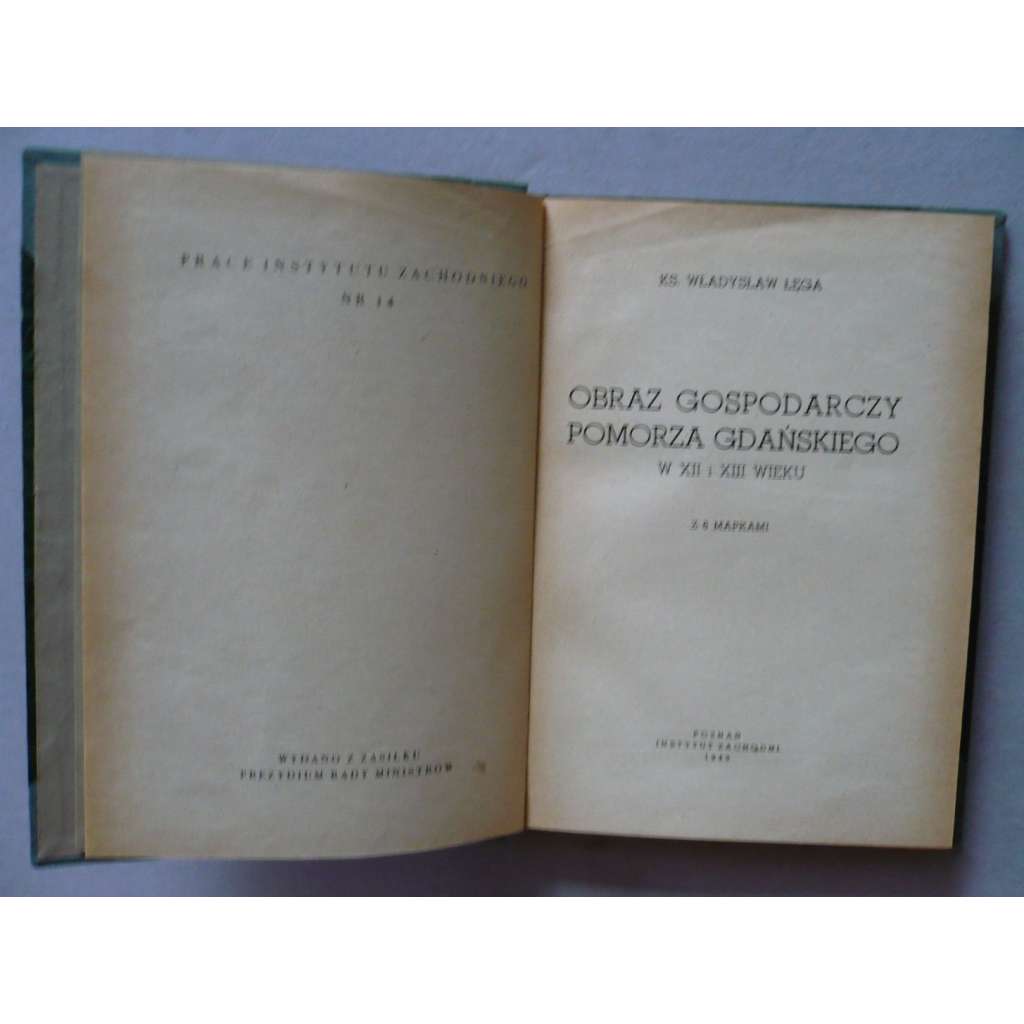 PRACE INSTYTUTU ZACHODNIEGO
NR 14
WYDANO Z ZASIŁKU
PREZYDIUM RADY MINISTRÓW
KS. WŁADYSŁAW ŁĘGA
OBRAZ GOSPODARCZY
POMORZA GDAŃSKIEGO
W XII i XIII WIEKU
Z 6 MAPKAMI
POZNAŃ
INSTYTUT ZACHODNI